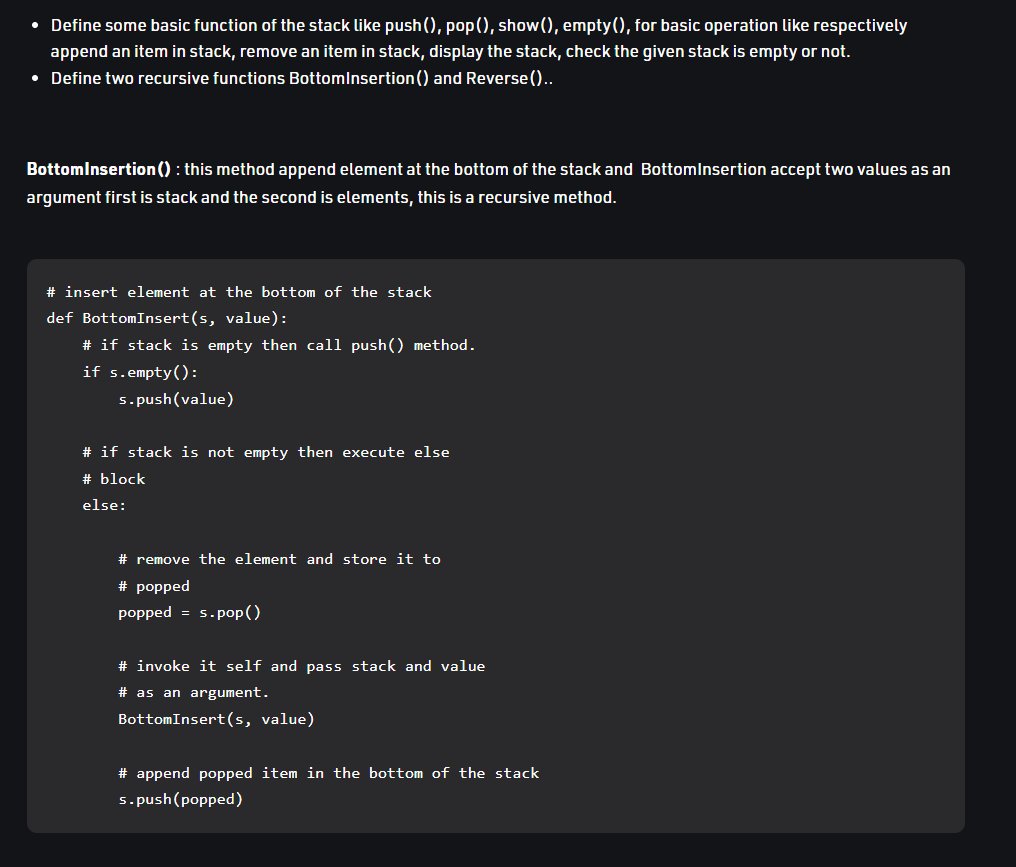 • Define some basic function of the stack like push(), pop(), show(), empty(), for basic operation like respectively
append an item in stack, remove an item in stack, display the stack, check the given stack is empty or not.
• Define two recursive functions BottomInsertion() and Reverse()..
BottomInsertion() : this method append element at the bottom of the stack and  BottomInsertion accept two values as an
argument first is stack and the second is elements, this is a recursive method.
# insert element at the bottom of the stack
def BottomInsert(s, value):
    # if stack is empty then call push() method.
    if s.empty():
        s.push(value)
    # if stack is not empty then execute else
    # block
    else:
        # remove the element and store it to
        # popped
        popped = s.pop()
        # invoke it self and pass stack and value
        # as an argument.
        BottomInsert(s, value)
        # append popped item in the bottom of the stack
        s.push(popped)